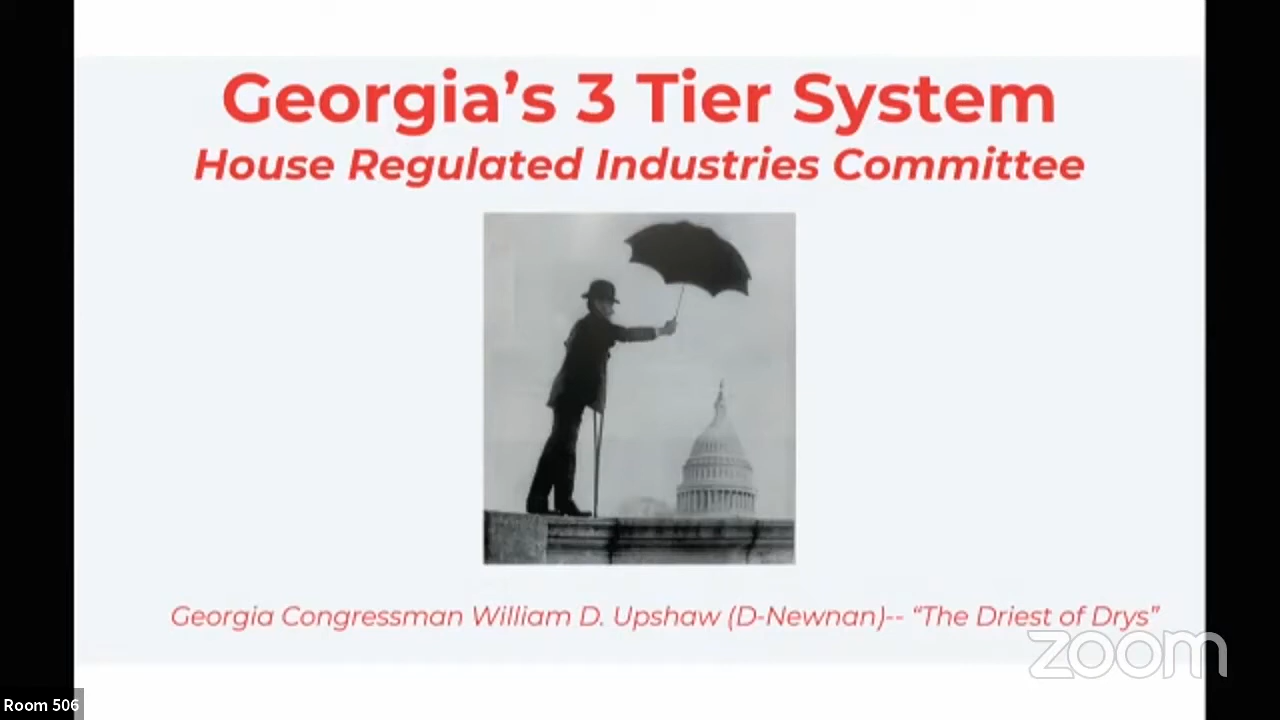 Georgia’s 3 Tier System
House Regulated Industries Committee
Georgia Congressman William D. Upshaw (D-Newnan)-- “The Driest of Drys”
zoom
Room 506